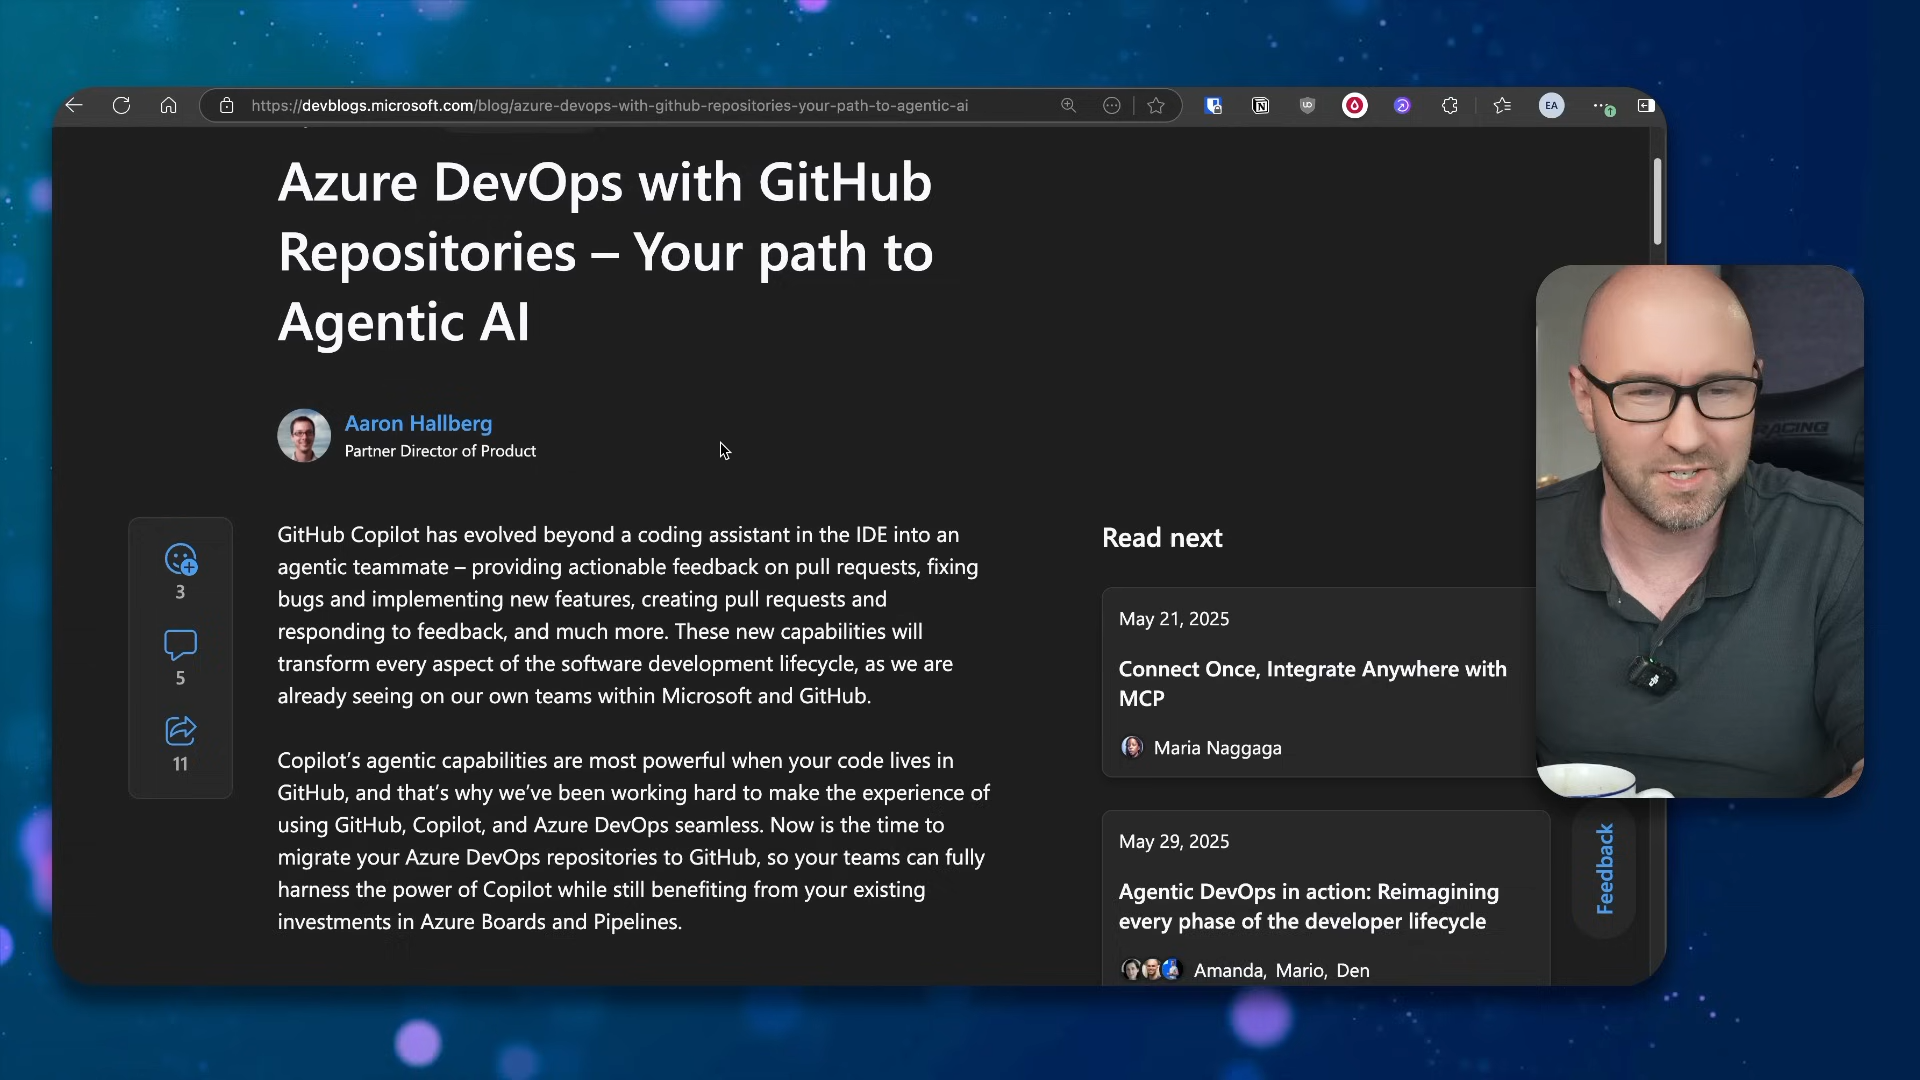 https://devblogs.microsoft.com/blog/azure-devops-with-github-repositories-your-path-to-agentic-ai
EA
Azure DevOps with GitHub
Repositories – Your path to
Agentic AI
Aaron Hallberg
Partner Director of Product
3
5
11
GitHub Copilot has evolved beyond a coding assistant in the IDE into an
agentic teammate – providing actionable feedback on pull requests, fixing
bugs and implementing new features, creating pull requests and
responding to feedback, and much more. These new capabilities will
transform every aspect of the software development lifecycle, as we are
already seeing on our own teams within Microsoft and GitHub.
Copilot’s agentic capabilities are most powerful when your code lives in
GitHub, and that’s why we’ve been working hard to make the experience of
using GitHub, Copilot, and Azure DevOps seamless. Now is the time to
migrate your Azure DevOps repositories to GitHub, so your teams can fully
harness the power of Copilot while still benefiting from your existing
investments in Azure Boards and Pipelines.
Read next
May 21, 2025
Connect Once, Integrate Anywhere with
MCP
Maria Naggaga
May 29, 2025
Agentic DevOps in action: Reimagining
every phase of the developer lifecycle
Amanda, Mario, Den
Feedback
RACING